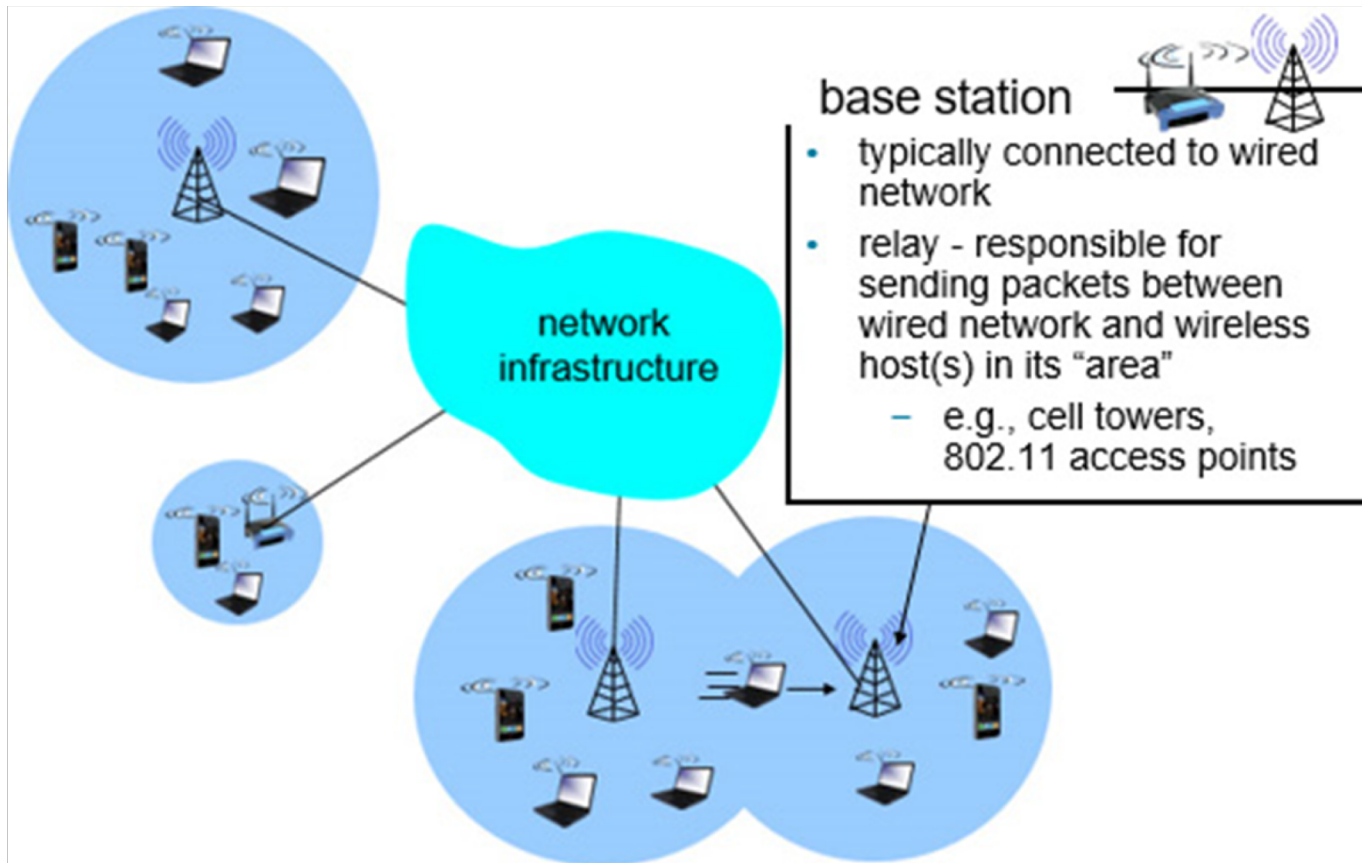 base station
• typically connected to wired
network
• relay - responsible for
sending packets between
wired network and wireless
host(s) in its “area”
– e.g., cell towers,
802.11 access points
network
infrastructure